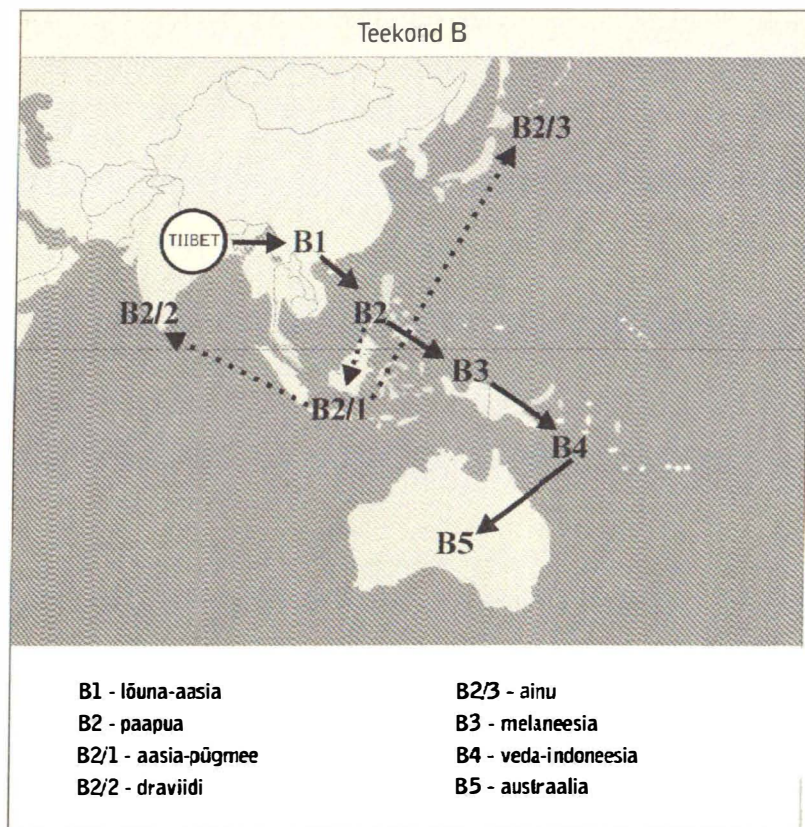 Teekond B
B2/3
TIIBET
B1
B2/2
B2
B3
B2/1
B4
B5
B1 - lõuna-aasia
B2 - paapua
B2/1 - aasia-pügmee
B2/2 - draviidi
B2/3 - ainu
B3 - melaneesia
B4 - veda-indoneesia
B5 - austraalia